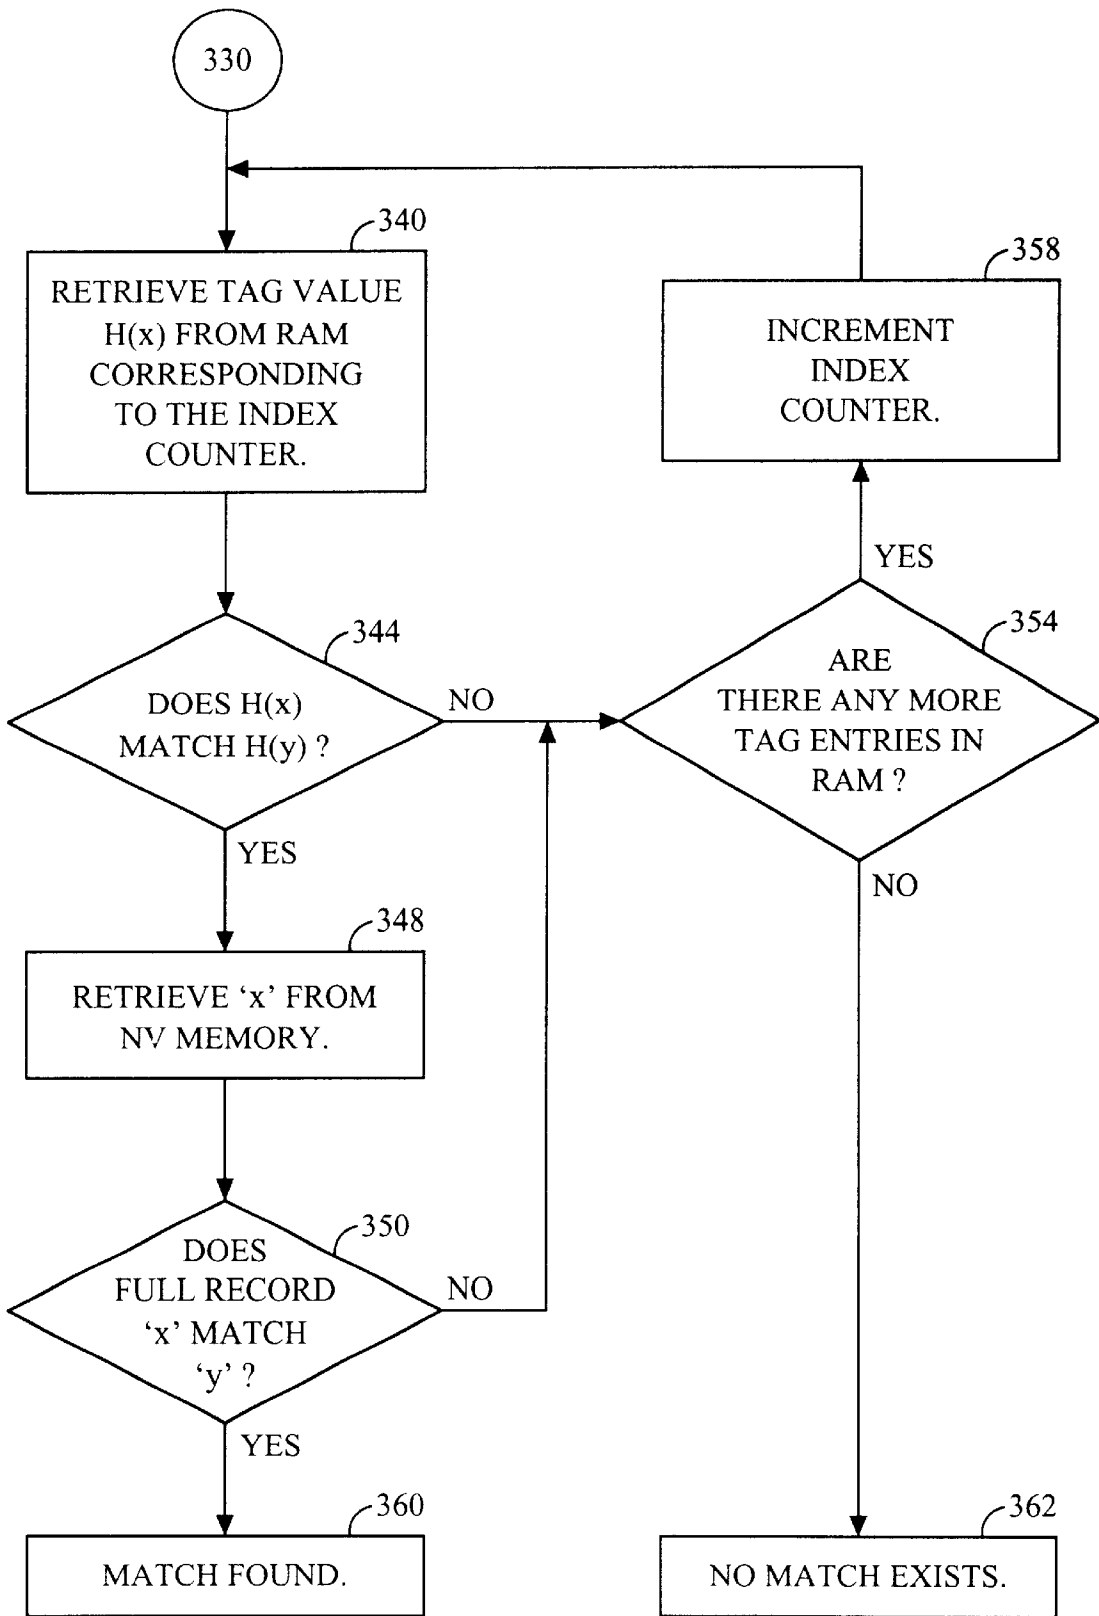 330
340
RETRIEVE TAG VALUE
H(x) FROM RAM
CORRESPONDING
TO THE INDEX
COUNTER.
358
INCREMENT
INDEX
COUNTER.
YES
344
DOES H(x)
MATCH H(y) ?
NO
354
ARE
THERE ANY MORE
TAG ENTRIES IN
RAM ?
YES
NO
348
RETRIEVE ‘x’ FROM
NV MEMORY.
350
DOES
FULL RECORD
‘x’ MATCH
‘y’ ?
NO
YES
360
MATCH FOUND.
362
NO MATCH EXISTS.